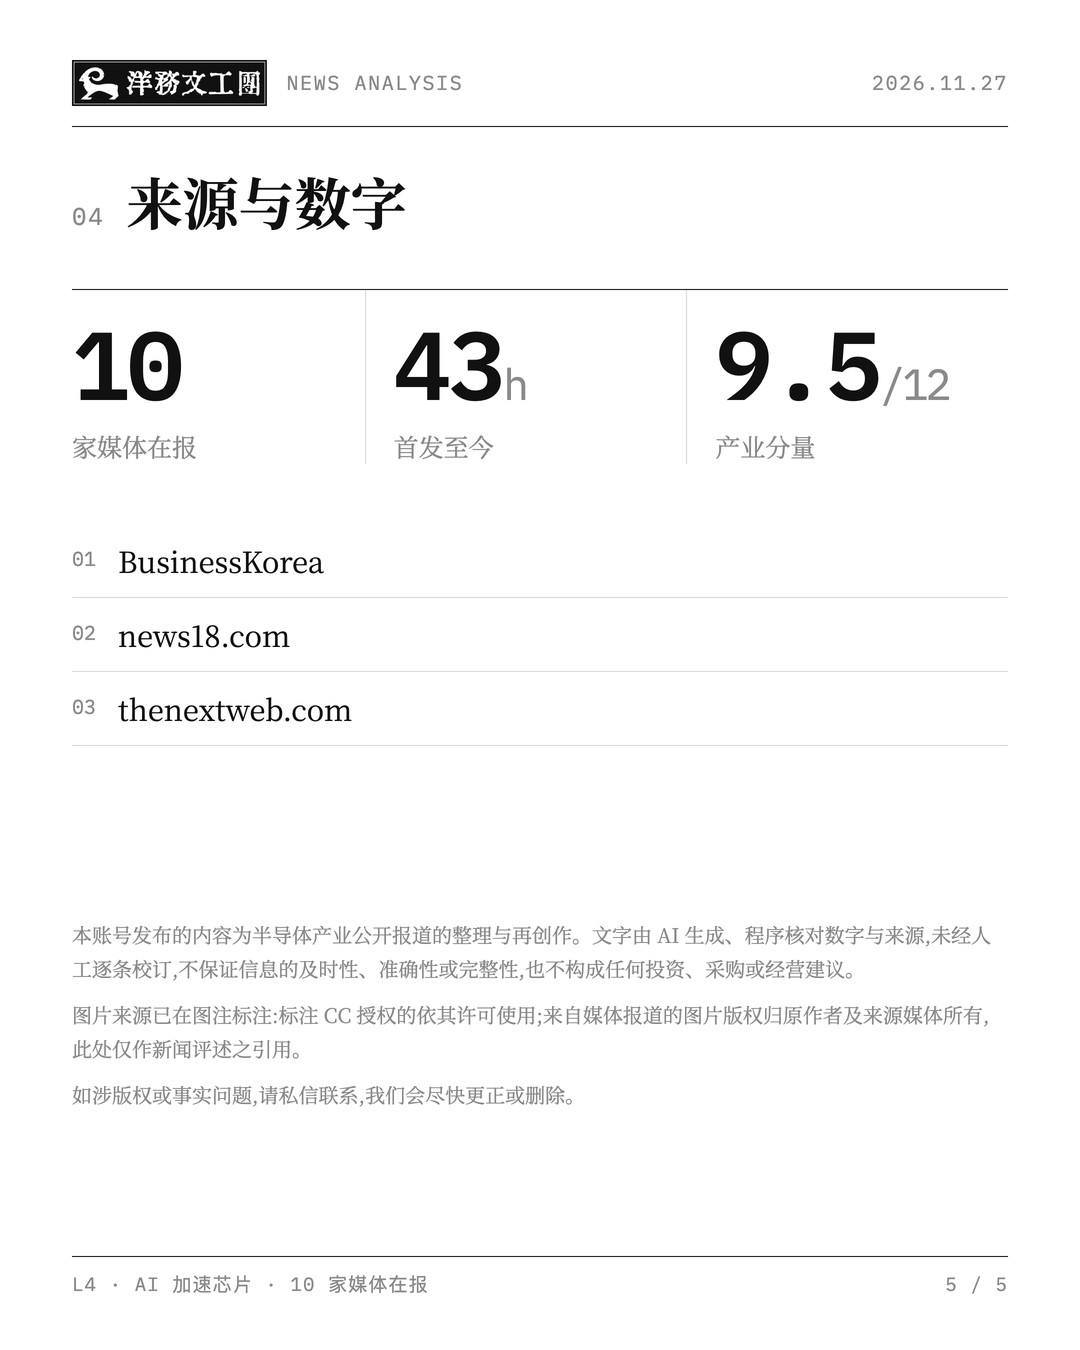 洋務文工團 NEWS ANALYSIS 2026.11.27
04 来源与数字
10 43h 9.5/12
家媒体在报 首发至今 产业分量
01 BusinessKorea
02 news18.com
03 thenextweb.com
本账号发布的内容为半导体产业公开报道的整理与再创作。文字由 AI 生成、程序核对数字与来源,未经人
工逐条校订,不保证信息的及时性、准确性或完整性,也不构成任何投资、采购或经营建议。
图片来源已在图注标注:标注 CC 授权的依其许可使用;来自媒体报道的图片版权归原作者及来源媒体所有,
此处仅作新闻评述之引用。
如涉版权或事实问题,请私信联系,我们会尽快更正或删除。
L4 · AI 加速芯片 · 10 家媒体在报 5 / 5